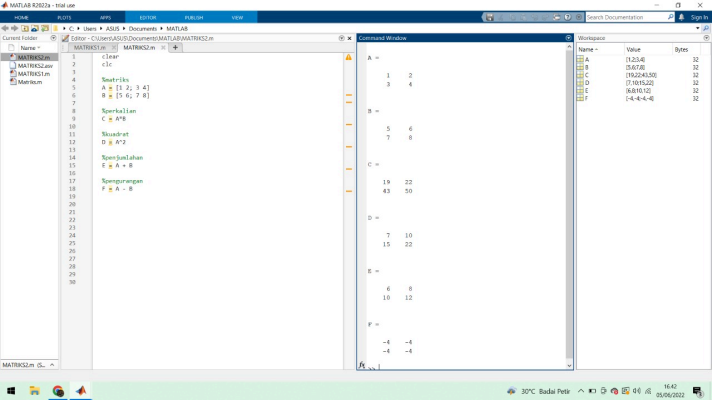 MATLAB R2022a - trial use
HOME PLOTS APPS EDITOR PUBLISH VIEW Search Documentation Sign In
C: Users ASUS Documents MATLAB
Current Folder
Name
MATRIKS2.m
MATRIKS2.asv
MATRIKS1.m
Matriks.m
MATRIKS2.m (S...
Editor - C:\Users\ASUS\Documents\MATLAB\MATRIKS2.m
MATRIKS1.m MATRIKS2.m
1 clear
2 clc
3
4 %matriks
5 A = [1 2; 3 4]
6 B = [5 6; 7 8]
7
8 %perkalian
9 C = A*B
10
11 %kuadrat
12 D = A^2
13
14 %penjumlahan
15 E = A + B
16
17 %pengurangan
18 F = A - B
19
20
21
22
23
24
25
26
27
28
29
30
Command Window
A =
1 2
3 4
B =
5 6
7 8
C =
19 22
43 50
D =
7 10
15 22
E =
6 8
10 12
F =
-4 -4
-4 -4
fx >>
Workspace
Name Value Bytes
A [1,2;3,4] 32
B [5,6;7,8] 32
C [19,22;43,50] 32
D [7,10;15,22] 32
E [6,8;10,12] 32
F [-4,-4;-4,-4] 32
30°C Badai Petir
16.42
05/06/2022